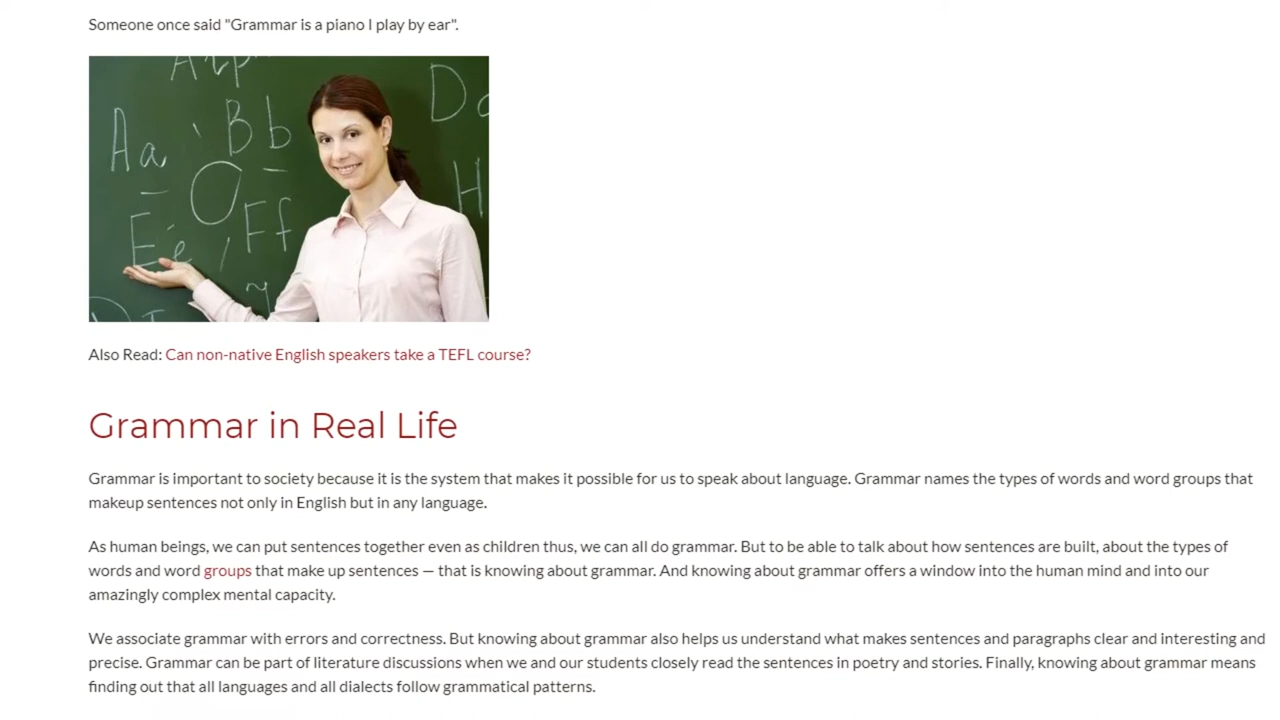 Someone once said "Grammar is a piano I play by ear".
Alp
Aa
Bb
D
O
H
Ee
Ff
Also Read: Can non-native English speakers take a TEFL course?
Grammar in Real Life
Grammar is important to society because it is the system that makes it possible for us to speak about language. Grammar names the types of words and word groups that
makeup sentences not only in English but in any language.
As human beings, we can put sentences together even as children thus, we can all do grammar. But to be able to talk about how sentences are built, about the types of
words and word groups that make up sentences — that is knowing about grammar. And knowing about grammar offers a window into the human mind and into our
amazingly complex mental capacity.
We associate grammar with errors and correctness. But knowing about grammar also helps us understand what makes sentences and paragraphs clear and interesting and
precise. Grammar can be part of literature discussions when we and our students closely read the sentences in poetry and stories. Finally, knowing about grammar means
finding out that all languages and all dialects follow grammatical patterns.